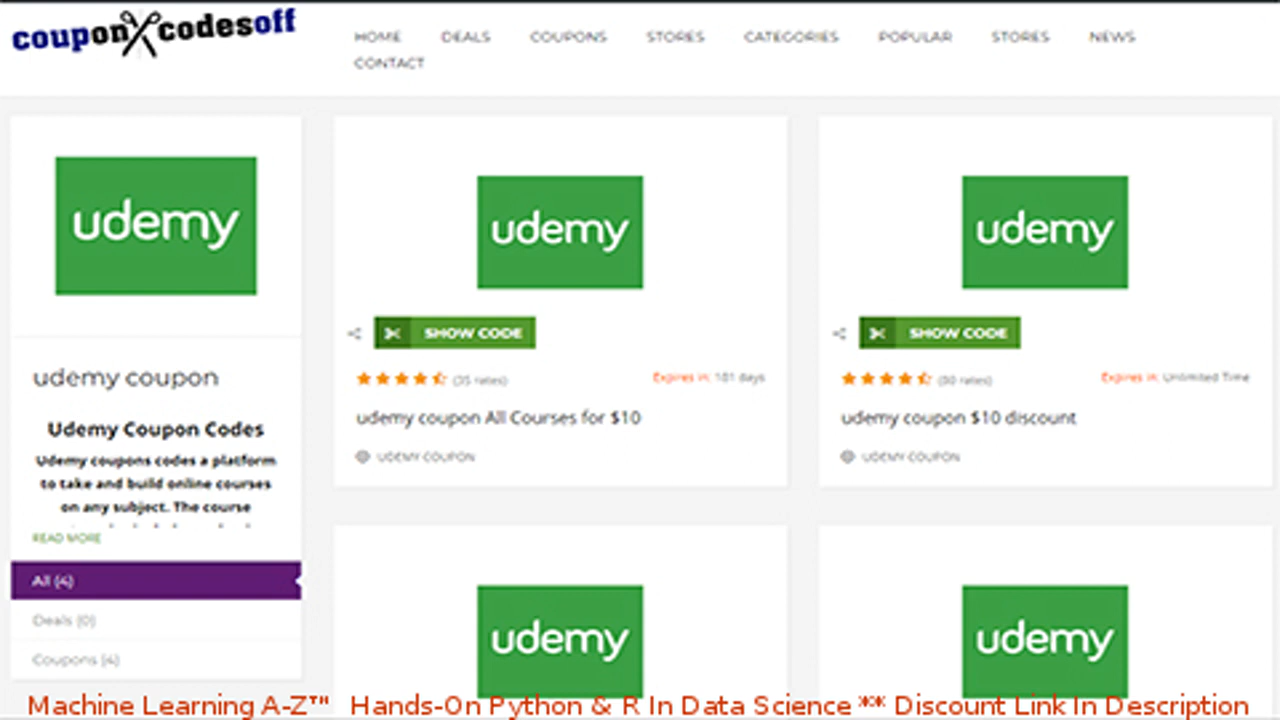 couponcodesoff
HOME DEALS COUPONS STORES CATEGORIES POPULAR STORES NEWS
CONTACT
udemy
udemy coupon
Udemy Coupon Codes
Udemy coupons codes a platform
to take and build online courses
on any subject. The course
READ MORE
All (4)
Deals (0)
Coupons (4)
udemy
SHOW CODE
(35 rates) Expires in: 181 days
udemy coupon All Courses for $10
UDEMY COUPON
udemy
SHOW CODE
(80 rates) Expires in: Unlimited Time
udemy coupon $10 discount
UDEMY COUPON
udemy
udemy
Machine Learning A-Z™ Hands-On Python & R In Data Science ** Discount Link In Description